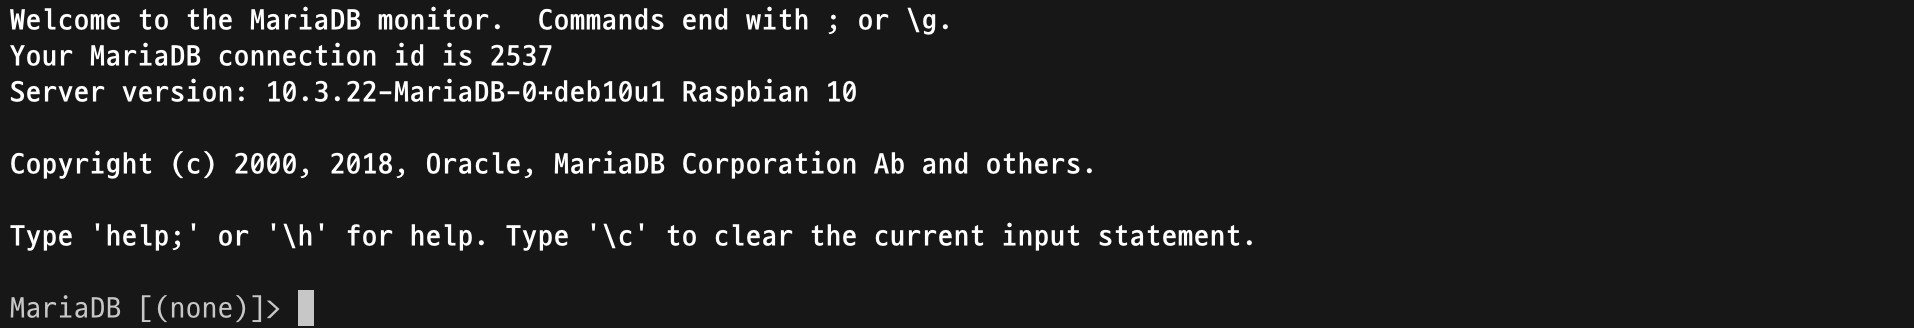 Welcome to the MariaDB monitor.  Commands end with ; or \g.
Your MariaDB connection id is 2537
Server version: 10.3.22-MariaDB-0+deb10u1 Raspbian 10
Copyright (c) 2000, 2018, Oracle, MariaDB Corporation Ab and others.
Type 'help;' or '\h' for help. Type '\c' to clear the current input statement.
MariaDB [(none)]>